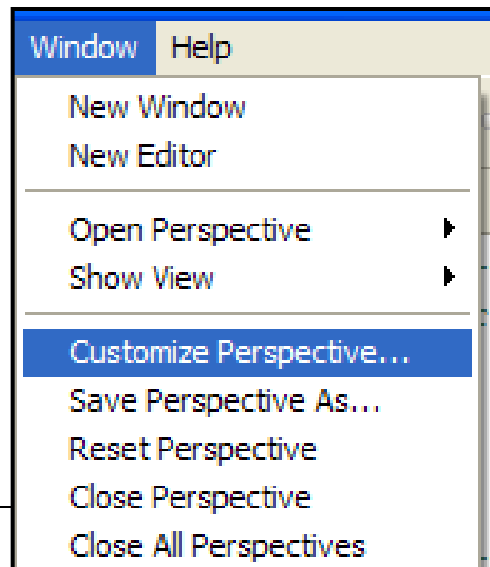 Window Help
New Window
New Editor
Open Perspective
Show View
Customize Perspective...
Save Perspective As...
Reset Perspective
Close Perspective
Close All Perspectives